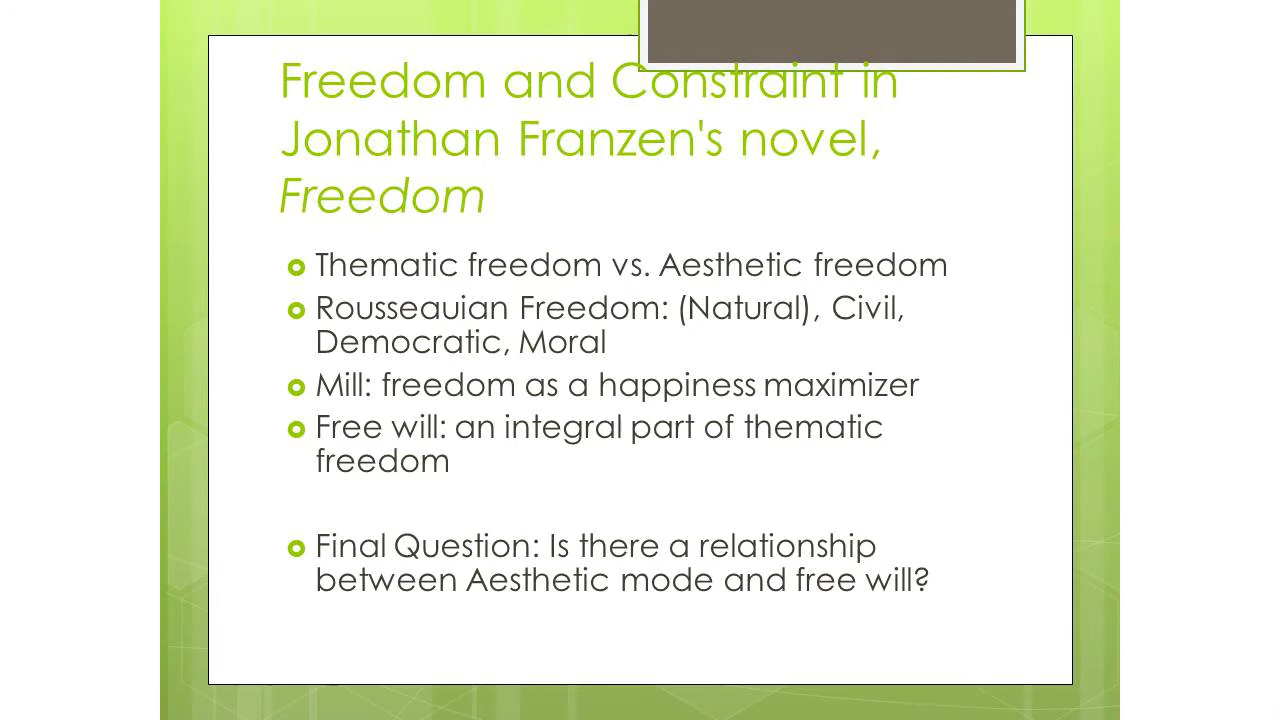 Freedom and Constraint in
Jonathan Franzen's novel,
Freedom
Thematic freedom vs. Aesthetic freedom
Rousseauian Freedom: (Natural), Civil,
Democratic, Moral
Mill: freedom as a happiness maximizer
Free will: an integral part of thematic
freedom
Final Question: Is there a relationship
between Aesthetic mode and free will?